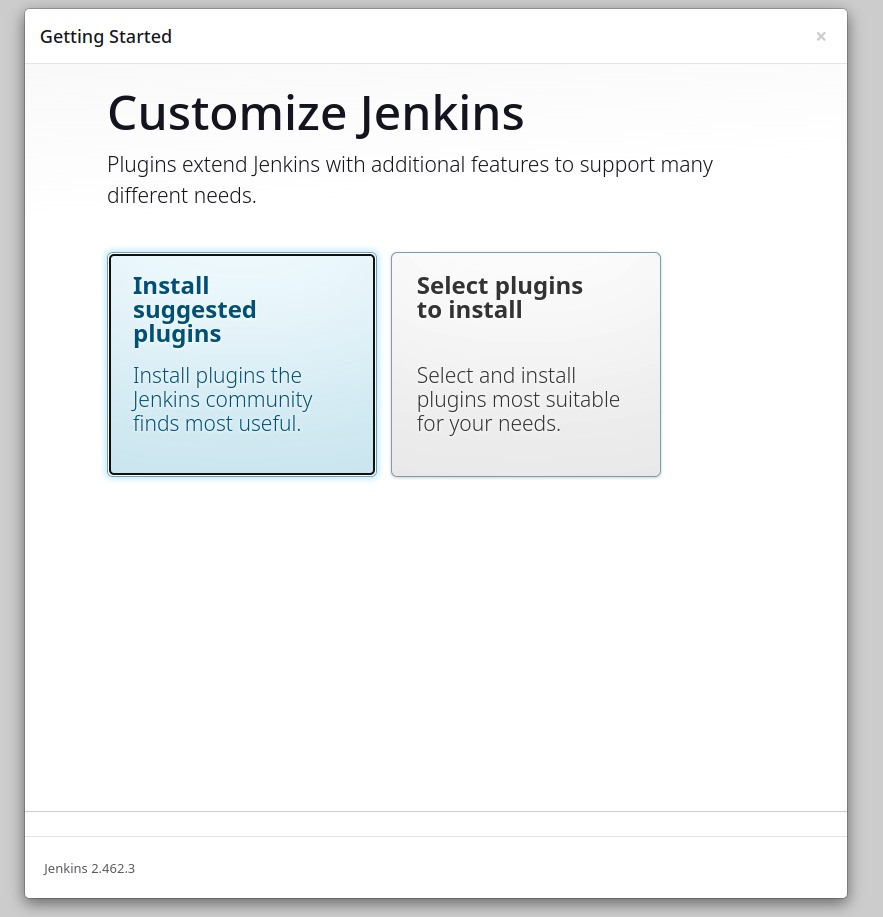 Getting Started
×
Customize Jenkins
Plugins extend Jenkins with additional features to support many
different needs.
Install
suggested
plugins
Install plugins the
Jenkins community
finds most useful.
Select plugins
to install
Select and install
plugins most suitable
for your needs.
Jenkins 2.462.3